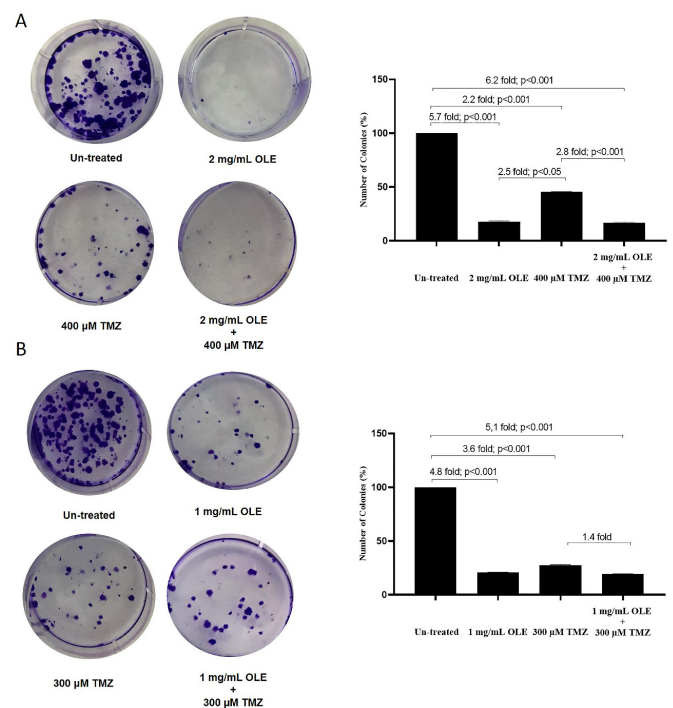 A
Un-treated
2 mg/mL OLE
400 µM TMZ
2 mg/mL OLE
+
400 µM TMZ
Number of Colonies (%)
150
100
50
0
6.2 fold; p<0.001
2.2 fold; p<0.001
5.7 fold; p<0.001
2.8 fold; p<0.001
2.5 fold; p<0.05
Un-treated
2 mg/mL OLE
400 µM TMZ
2 mg/mL OLE
+
400 µM TMZ
B
Un-treated
1 mg/mL OLE
300 µM TMZ
1 mg/mL OLE
+
300 µM TMZ
Number of Colonies (%)
150
100
50
0
5,1 fold; p<0.001
3.6 fold; p<0.001
4.8 fold; p<0.001
1.4 fold
Un-treated
1 mg/mL OLE
300 µM TMZ
1 mg/mL OLE
+
300 µM TMZ